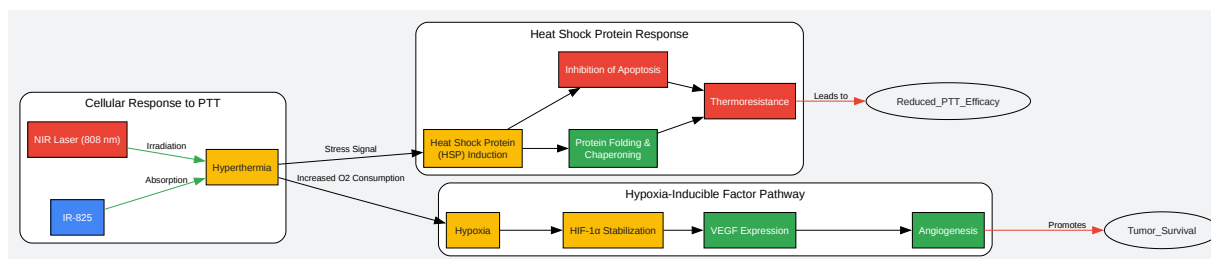 Cellular Response to PTT
NIR Laser (808 nm)
Irradiation
Absorption
IR-825
Hyperthermia
Stress Signal
Increased O2 Consumption
Heat Shock Protein Response
Heat Shock Protein
(HSP) Induction
Inhibition of Apoptosis
Protein Folding &
Chaperoning
Thermoresistance
Leads to
Reduced_PTT_Efficacy
Hypoxia-Inducible Factor Pathway
Hypoxia
HIF-1α Stabilization
VEGF Expression
Angiogenesis
Promotes
Tumor_Survival